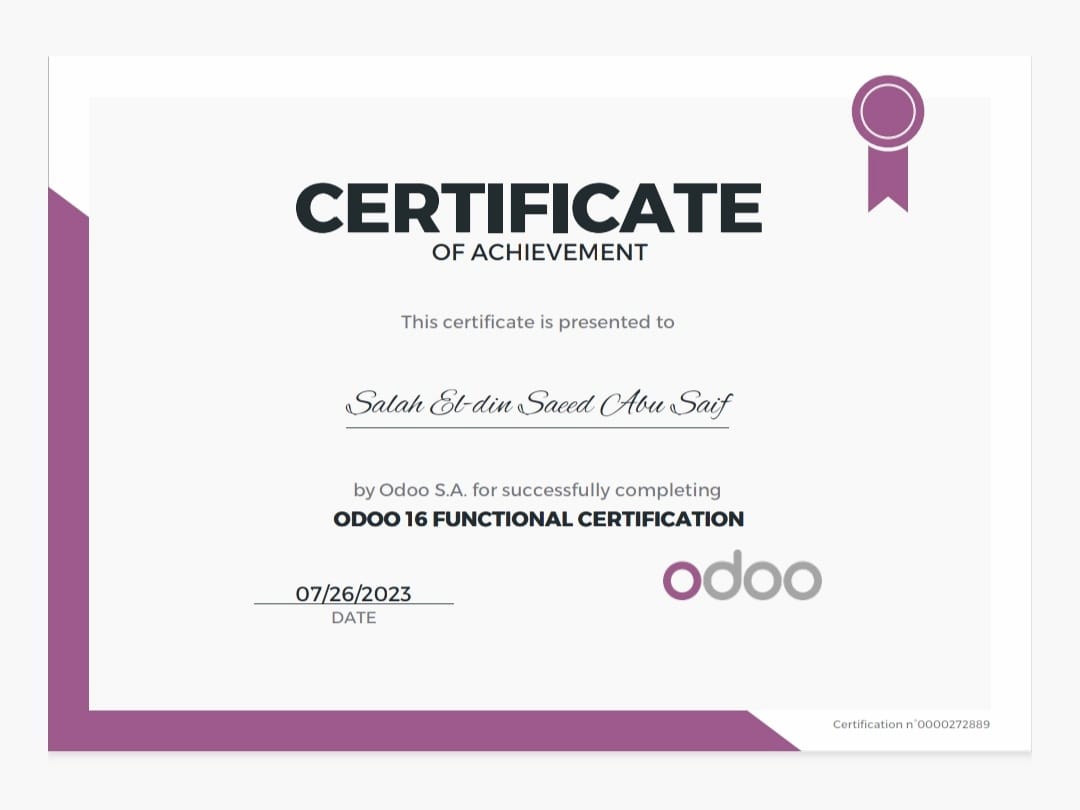 CERTIFICATE
OF ACHIEVEMENT
This certificate is presented to
Salah El-din Saeed Abu Saif
by Odoo S.A. for successfully completing
ODOO 16 FUNCTIONAL CERTIFICATION
odoo
07/26/2023
DATE
Certification n°0000272889